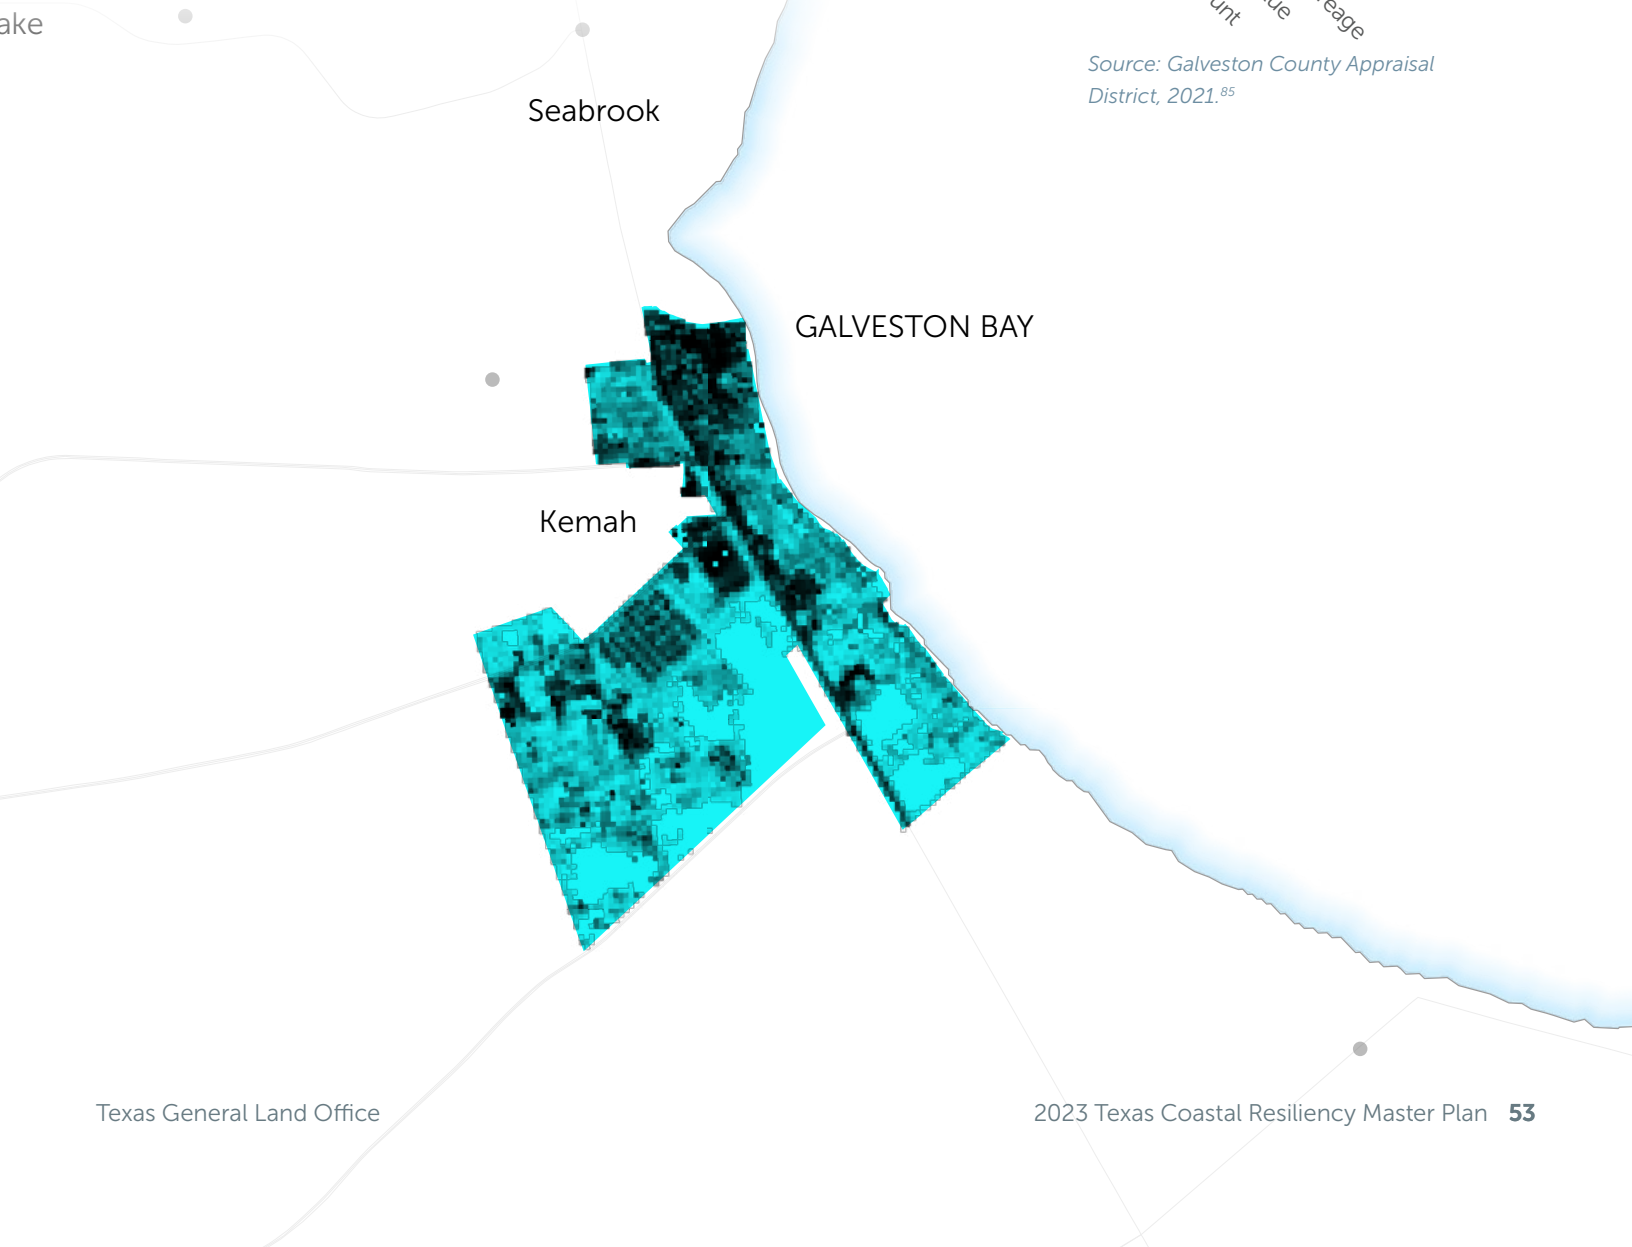 ake
Seabrook
Source: Galveston County Appraisal
District, 2021.85
GALVESTON BAY
Kemah
Texas General Land Office
2023 Texas Coastal Resiliency Master Plan 53